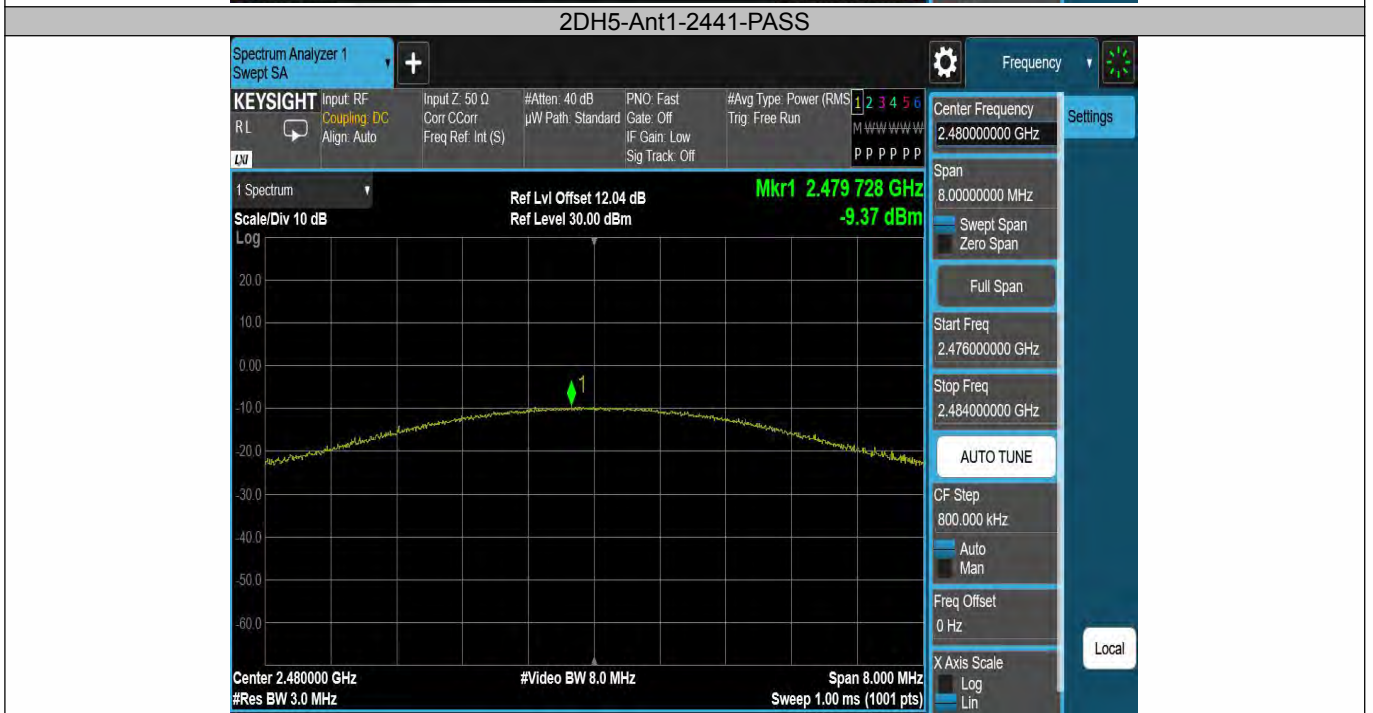 2DH5-Ant1-2441-PASS
Spectrum Analyzer 1
Swept SA
+
Frequency
KEYSIGHT
RL
LXI
Input: RF
Coupling: DC
Align: Auto
Input Z: 50 Ω
Corr CCorr
Freq Ref: Int (S)
#Atten: 40 dB
µW Path: Standard
PNO: Fast
Gate: Off
IF Gain: Low
Sig Track: Off
#Avg Type: Power (RMS
Trig: Free Run
1 2 3 4 5 6
M W W W W W
P P P P P P
Settings
Center Frequency
2.480000000 GHz
Span
8.00000000 MHz
Swept Span
Zero Span
Full Span
Start Freq
2.476000000 GHz
Stop Freq
2.484000000 GHz
AUTO TUNE
CF Step
800.000 kHz
Auto
Man
Freq Offset
0 Hz
X Axis Scale
Log
Lin
Local
1 Spectrum
Scale/Div 10 dB
Log
Ref Lvl Offset 12.04 dB
Ref Level 30.00 dBm
Mkr1 2.479 728 GHz
-9.37 dBm
20.0
10.0
0.00
1
-10.0
-20.0
-30.0
-40.0
-50.0
-60.0
Center 2.480000 GHz
#Res BW 3.0 MHz
#Video BW 8.0 MHz
Span 8.000 MHz
Sweep 1.00 ms (1001 pts)